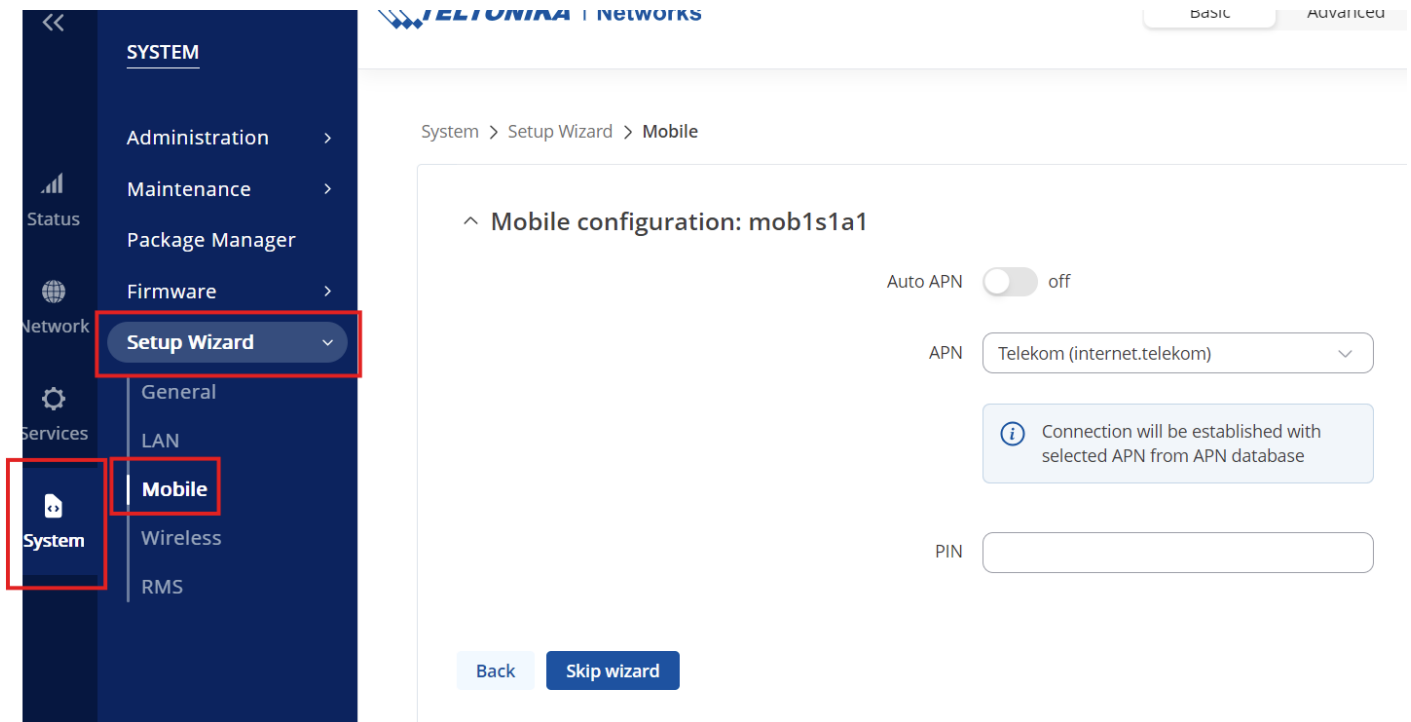 TELTONIKA | Networks
Basic
Advanced
SYSTEM
Administration
Maintenance
Package Manager
Firmware
Setup Wizard
General
LAN
Mobile
Wireless
RMS
Status
Network
Services
System
System > Setup Wizard > Mobile
Mobile configuration: mob1s1a1
Auto APN
off
APN
Telekom (internet.telekom)
Connection will be established with
selected APN from APN database
PIN
Back
Skip wizard